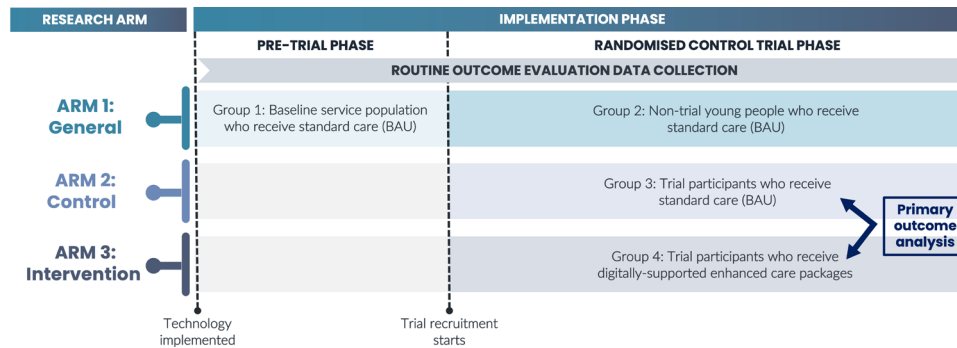 RESEARCH ARM
IMPLEMENTATION PHASE
PRE-TRIAL PHASE
RANDOMISED CONTROL TRIAL PHASE
ROUTINE OUTCOME EVALUATION DATA COLLECTION
ARM 1:
General
Group 1: Baseline service population
who receive standard care (BAU)
Group 2: Non-trial young people who receive
standard care (BAU)
ARM 2:
Control
Group 3: Trial participants who receive
standard care (BAU)
Primary
outcome
analysis
ARM 3:
Intervention
Group 4: Trial participants who receive
digitally-supported enhanced care packages
Technology
implemented
Trial recruitment
starts